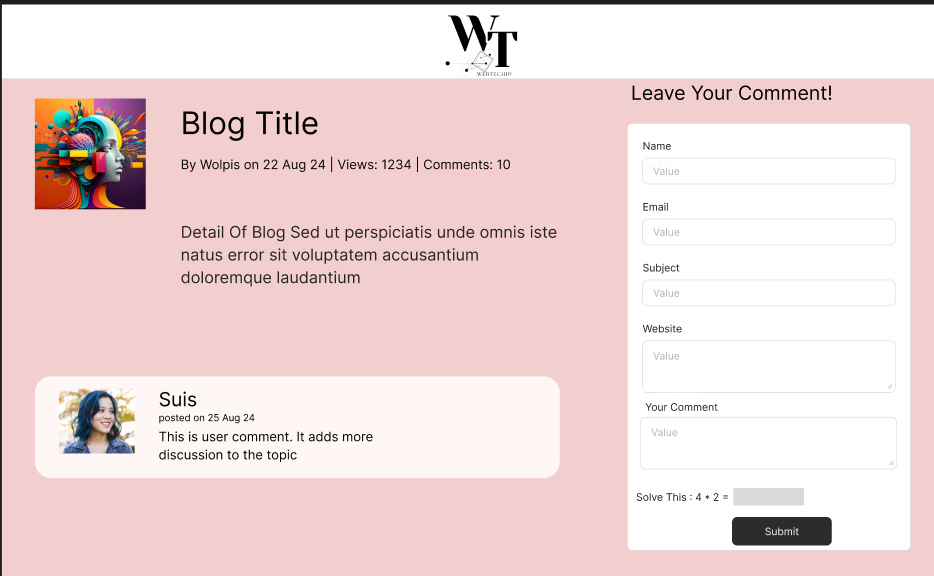 WT
WEBTECHID
Blog Title
By Wolpis on 22 Aug 24 | Views: 1234 | Comments: 10
Detail Of Blog Sed ut perspiciatis unde omnis iste
natus error sit voluptatem accusantium
doloremque laudantium
Suis
posted on 25 Aug 24
This is user comment. It adds more
discussion to the topic
Leave Your Comment!
Name
Value
Email
Value
Subject
Value
Website
Value
Your Comment
Value
Solve This : 4 * 2 =
Submit